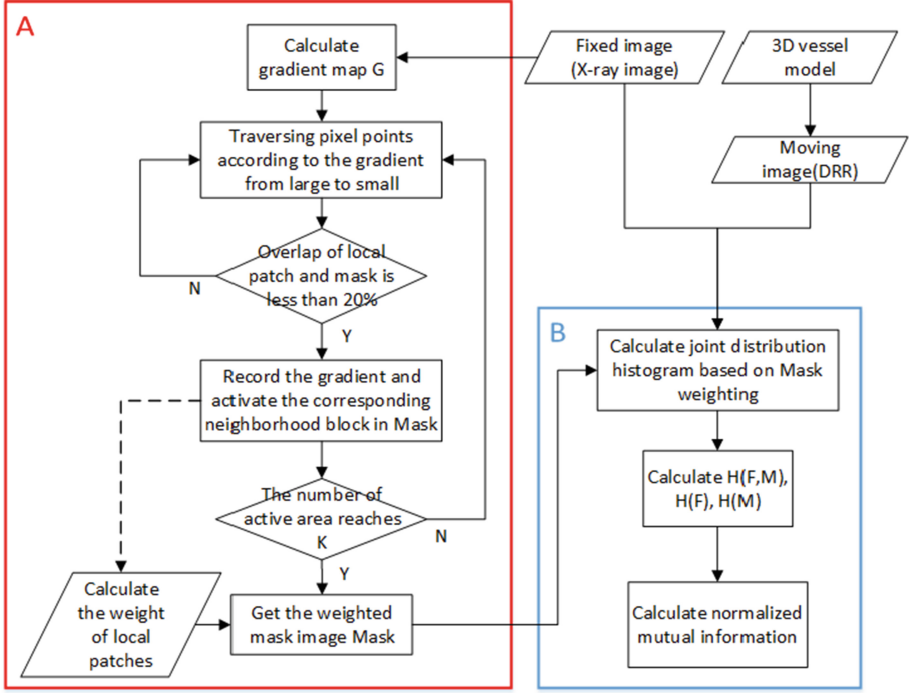 A
Calculate
gradient map G
Fixed image
(X-ray image)
3D vessel
model
Traversing pixel points
according to the gradient
from large to small
Moving
image(DRR)
Overlap of local
patch and mask is
less than 20%
N
Y
B
Calculate joint distribution
histogram based on Mask
weighting
Record the gradient and
activate the corresponding
neighborhood block in Mask
Calculate H(F,M),
H(F), H(M)
The number of
active area reaches
K
N
Y
Calculate
the weight
of local
patches
Get the weighted
mask image Mask
Calculate normalized
mutual information